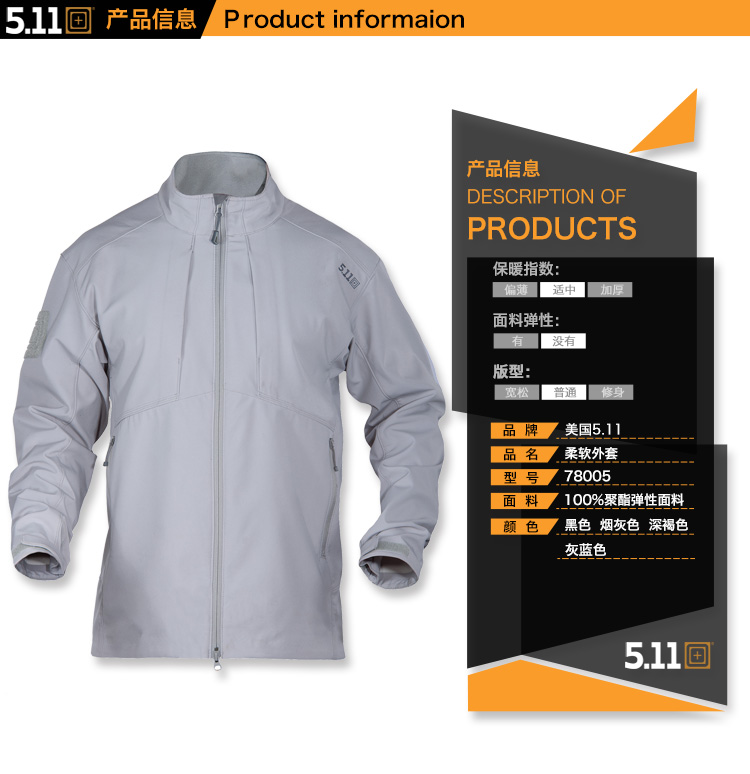 5.11 产品信息 Product informaion
5.11
产品信息
DESCRIPTION OF
PRODUCTS
保暖指数:
偏薄 适中 加厚
面料弹性:
有 没有
版型:
宽松 普通 修身
品 牌 美国5.11
品 名 柔软外套
型 号 78005
面 料 100%聚酯弹性面料
颜 色 黑色 烟灰色 深褐色
灰蓝色
5.11